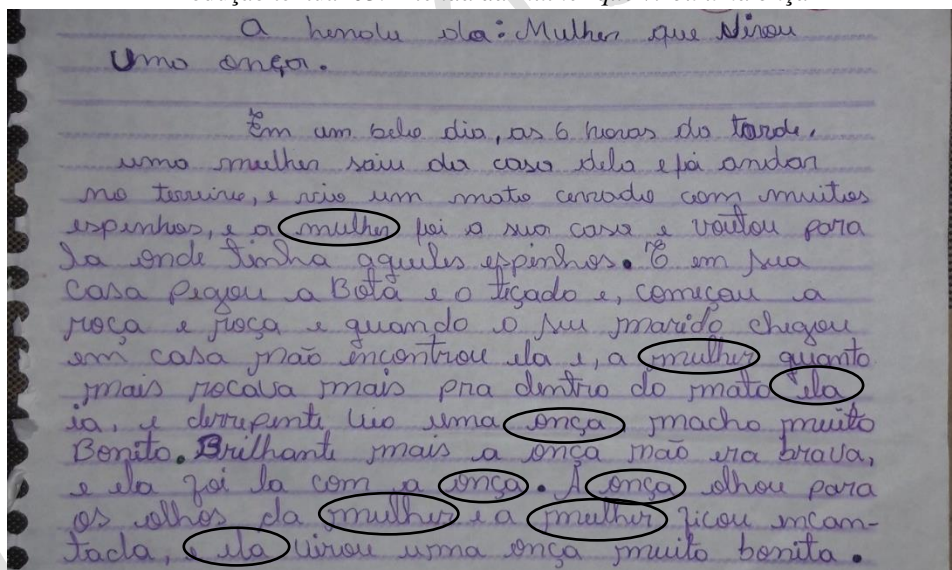 A henda da: Mulher que Virou
Uma onça.
Em um belo dia, as 6 horas da tarde,
uma mulher saiu da casa dela e foi andar
no terrino, e viu um mato cerrado com muitos
espinhos, e a mulher foi a sua casa e voutou para
la onde tinha aqueles espinhos. E em sua
casa pegou a Bota e o tiçado e, começou a
roça e roça e quando o seu marido chegou
em casa não encontrou ela e, a mulher quanto
mais rocava mais pra dentro do mato ela
ia, e derrepente viu uma onça macho muito
Bonito. Brilhante mais a onça não era brava,
e ela foi la com a onça. A onça olhou para
os olhos da mulher e a mulher ficou incan-
tada, e ela virou uma onça muito bonita.